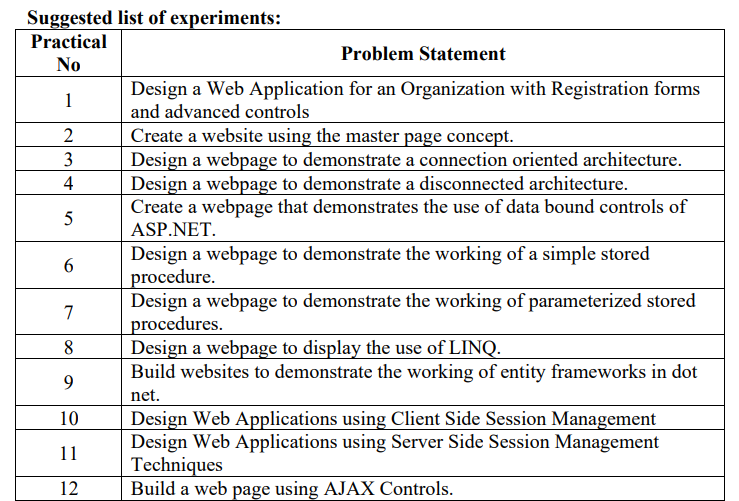 Suggested list of experiments:
Practical
No
Problem Statement
1
Design a Web Application for an Organization with Registration forms
and advanced controls
2
Create a website using the master page concept.
3
Design a webpage to demonstrate a connection oriented architecture.
4
Design a webpage to demonstrate a disconnected architecture.
5
Create a webpage that demonstrates the use of data bound controls of
ASP.NET.
6
Design a webpage to demonstrate the working of a simple stored
procedure.
7
Design a webpage to demonstrate the working of parameterized stored
procedures.
8
Design a webpage to display the use of LINQ.
9
Build websites to demonstrate the working of entity frameworks in dot
net.
10
Design Web Applications using Client Side Session Management
11
Design Web Applications using Server Side Session Management
Techniques
12
Build a web page using AJAX Controls.